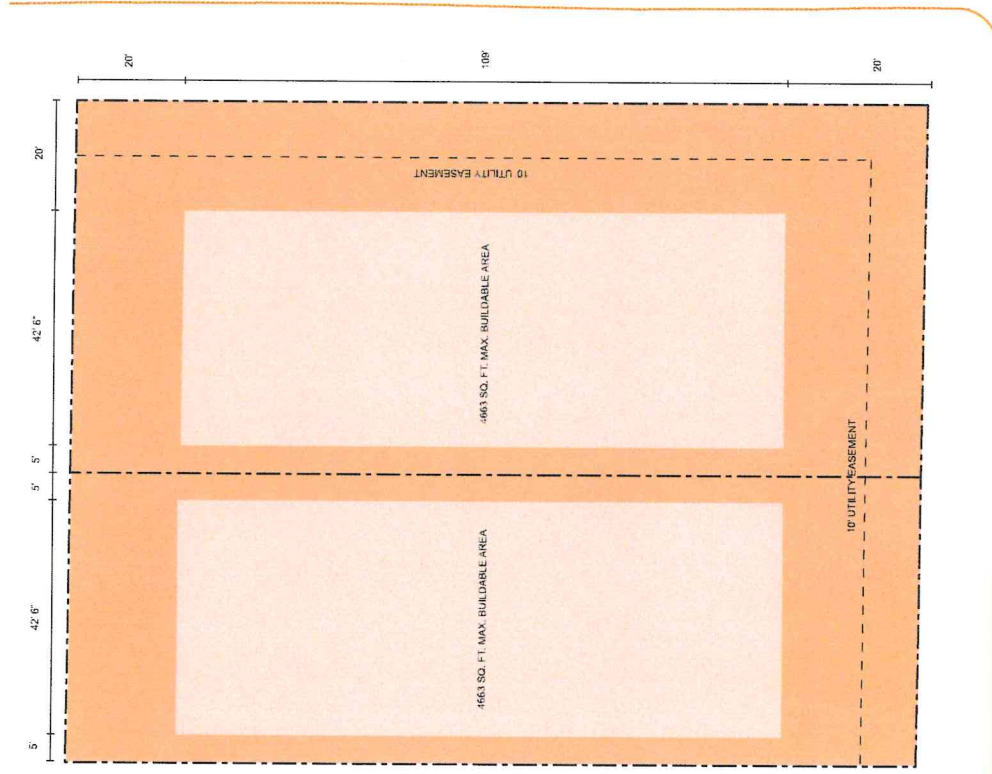 20'
109'
20'
20'
42' 6"
5'
5'
42' 6"
5'
10' UTILITY EASEMENT
4663 SQ. FT. MAX. BUILDABLE AREA
10' UTILITY EASEMENT
4663 SQ. FT. MAX. BUILDABLE AREA